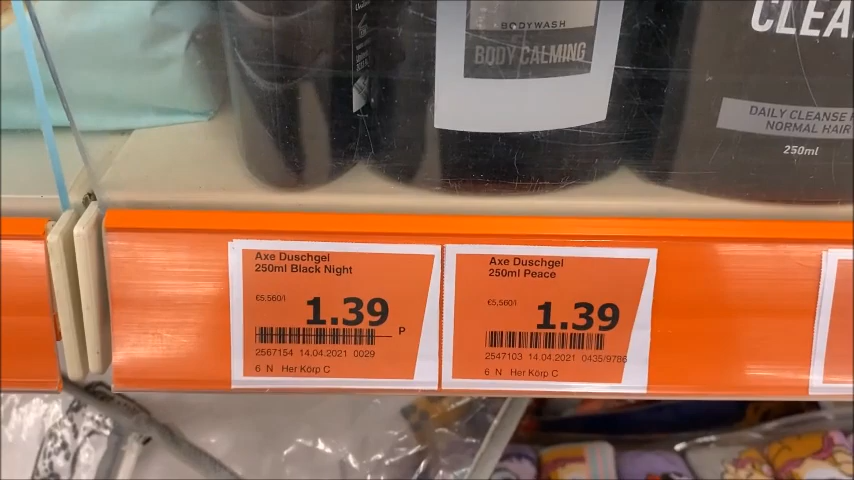 BODYWASH
BODY CALMING
CLEA
DAILY CLEANSE
NORMAL HAIR
250ml
Axe Duschgel
250ml Black Night
€5,560/l
1.39
P
2567154 14.04.2021 0029
6 N Her Körp C
Axe Duschgel
250ml Peace
€5,560/l
1.39
2547103 14.04.2021 0435/9786
6 N Her Körp C